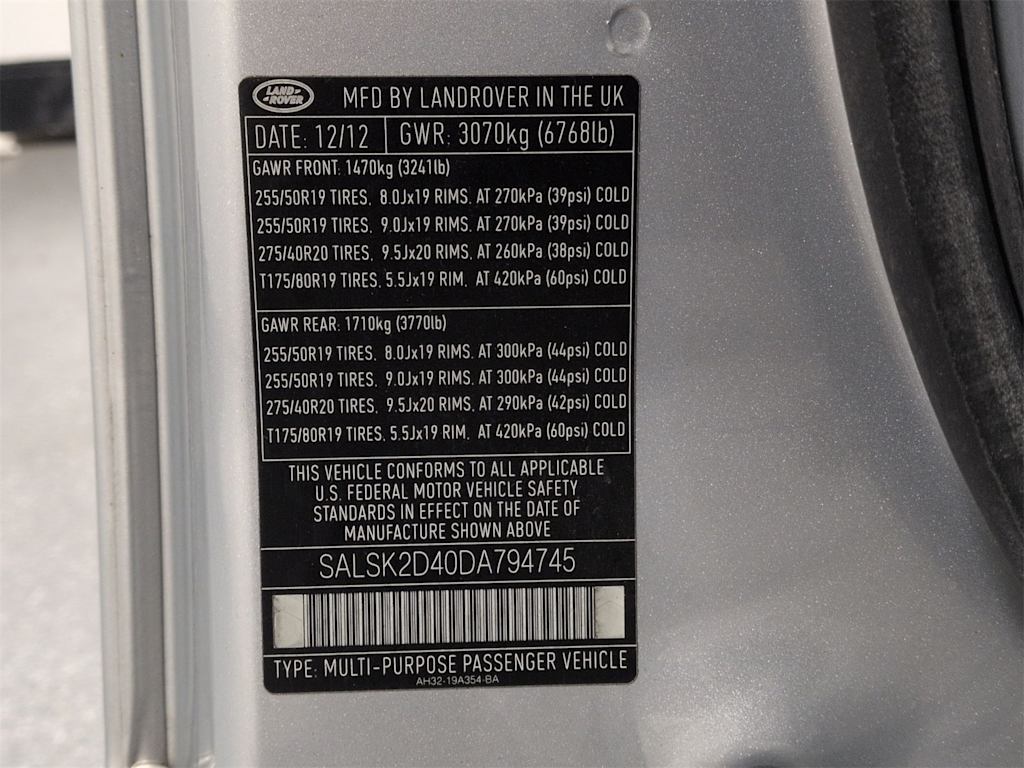 LAND ROVER
MFD BY LANDROVER IN THE UK
DATE: 12/12 GWR: 3070kg (6768lb)
GAWR FRONT: 1470kg (3241lb)
255/50R19 TIRES. 8.0Jx19 RIMS. AT 270kPa (39psi) COLD
255/50R19 TIRES. 9.0Jx19 RIMS. AT 270kPa (39psi) COLD
275/40R20 TIRES. 9.5Jx20 RIMS. AT 260kPa (38psi) COLD
T175/80R19 TIRES. 5.5Jx19 RIM. AT 420kPa (60psi) COLD
GAWR REAR: 1710kg (3770lb)
255/50R19 TIRES. 8.0Jx19 RIMS. AT 300kPa (44psi) COLD
255/50R19 TIRES. 9.0Jx19 RIMS. AT 300kPa (44psi) COLD
275/40R20 TIRES. 9.5Jx20 RIMS. AT 290kPa (42psi) COLD
T175/80R19 TIRES. 5.5Jx19 RIM. AT 420kPa (60psi) COLD
THIS VEHICLE CONFORMS TO ALL APPLICABLE
U.S. FEDERAL MOTOR VEHICLE SAFETY
STANDARDS IN EFFECT ON THE DATE OF
MANUFACTURE SHOWN ABOVE
SALSK2D40DA794745
TYPE: MULTI-PURPOSE PASSENGER VEHICLE
AH32-19A354-BA